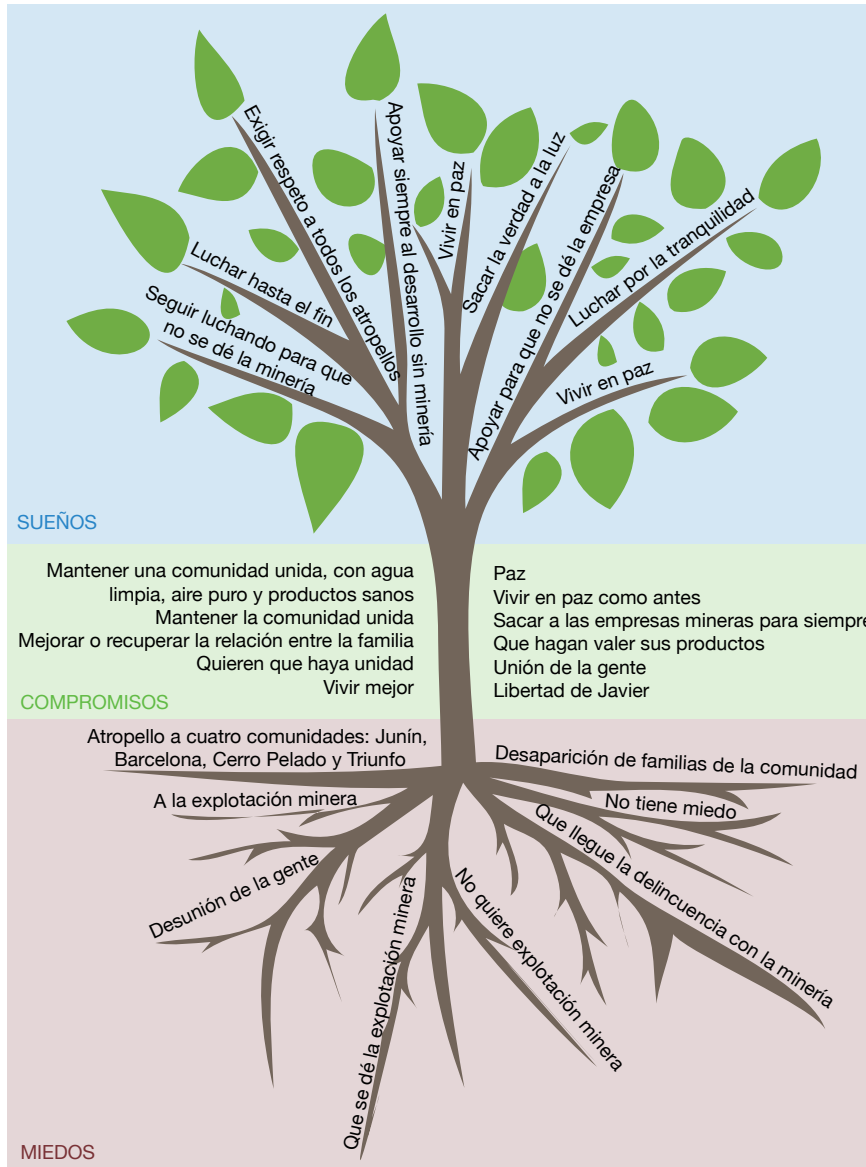 Exigir respeto a todos los atropellos
Apoyar siempre al desarrollo sin minería
Vivir en paz
Sacar la verdad a la luz
Apoyar para que no se dé la empresa
Luchar por la tranquilidad
Luchar hasta el fin
Seguir luchando para que
no se dé la minería
Vivir en paz
SUEÑOS
Mantener una comunidad unida, con agua
limpia, aire puro y productos sanos
Mantener la comunidad unida
Mejorar o recuperar la relación entre la familia
Quieren que haya unidad
Vivir mejor
Paz
Vivir en paz como antes
Sacar a las empresas mineras para siempre
Que hagan valer sus productos
Unión de la gente
Libertad de Javier
COMPROMISOS
Atropello a cuatro comunidades: Junín,
Barcelona, Cerro Pelado y Triunfo
A la explotación minera
Desunión de la gente
Que se dé la explotación minera
No quiere explotación minera
Desaparición de familias de la comunidad
No tiene miedo
Que llegue la delincuencia con la minería
MIEDOS